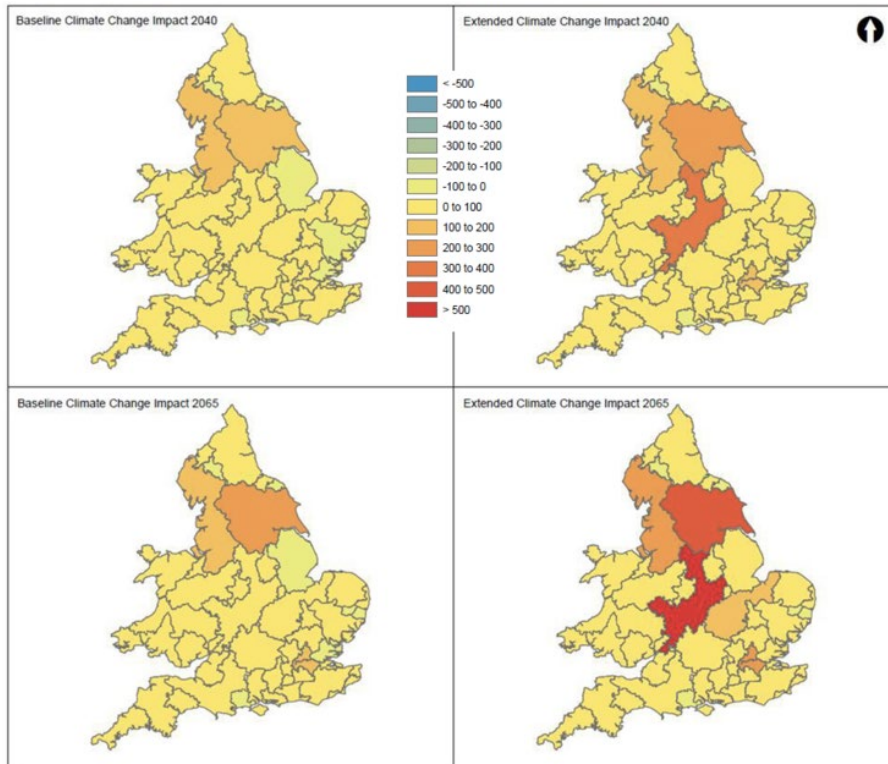 Baseline Climate Change Impact 2040
Extended Climate Change Impact 2040
< -500
-500 to -400
-400 to -300
-300 to -200
-200 to -100
-100 to 0
0 to 100
100 to 200
200 to 300
300 to 400
400 to 500
> 500
Baseline Climate Change Impact 2065
Extended Climate Change Impact 2065